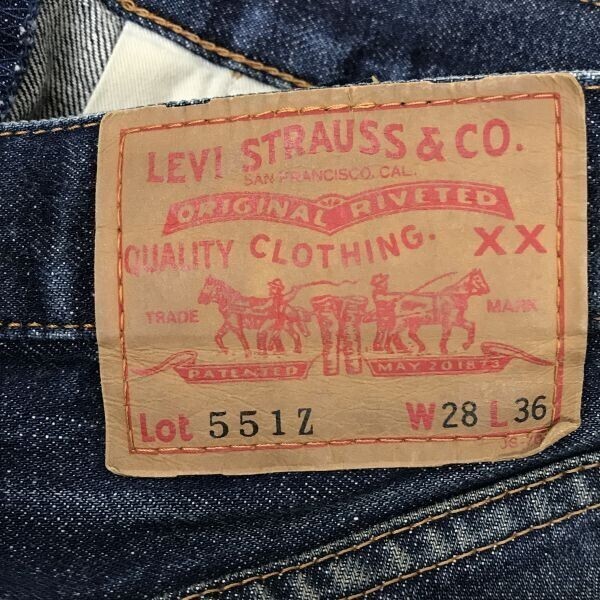 LEVI STRAUSS & CO.
SAN FRANCISCO, CAL.
ORIGINAL RIVETED
QUALITY CLOTHING. XX
TRADE MARK
PATENTED MAY 20 1873
Lot 551Z W 28 L 36